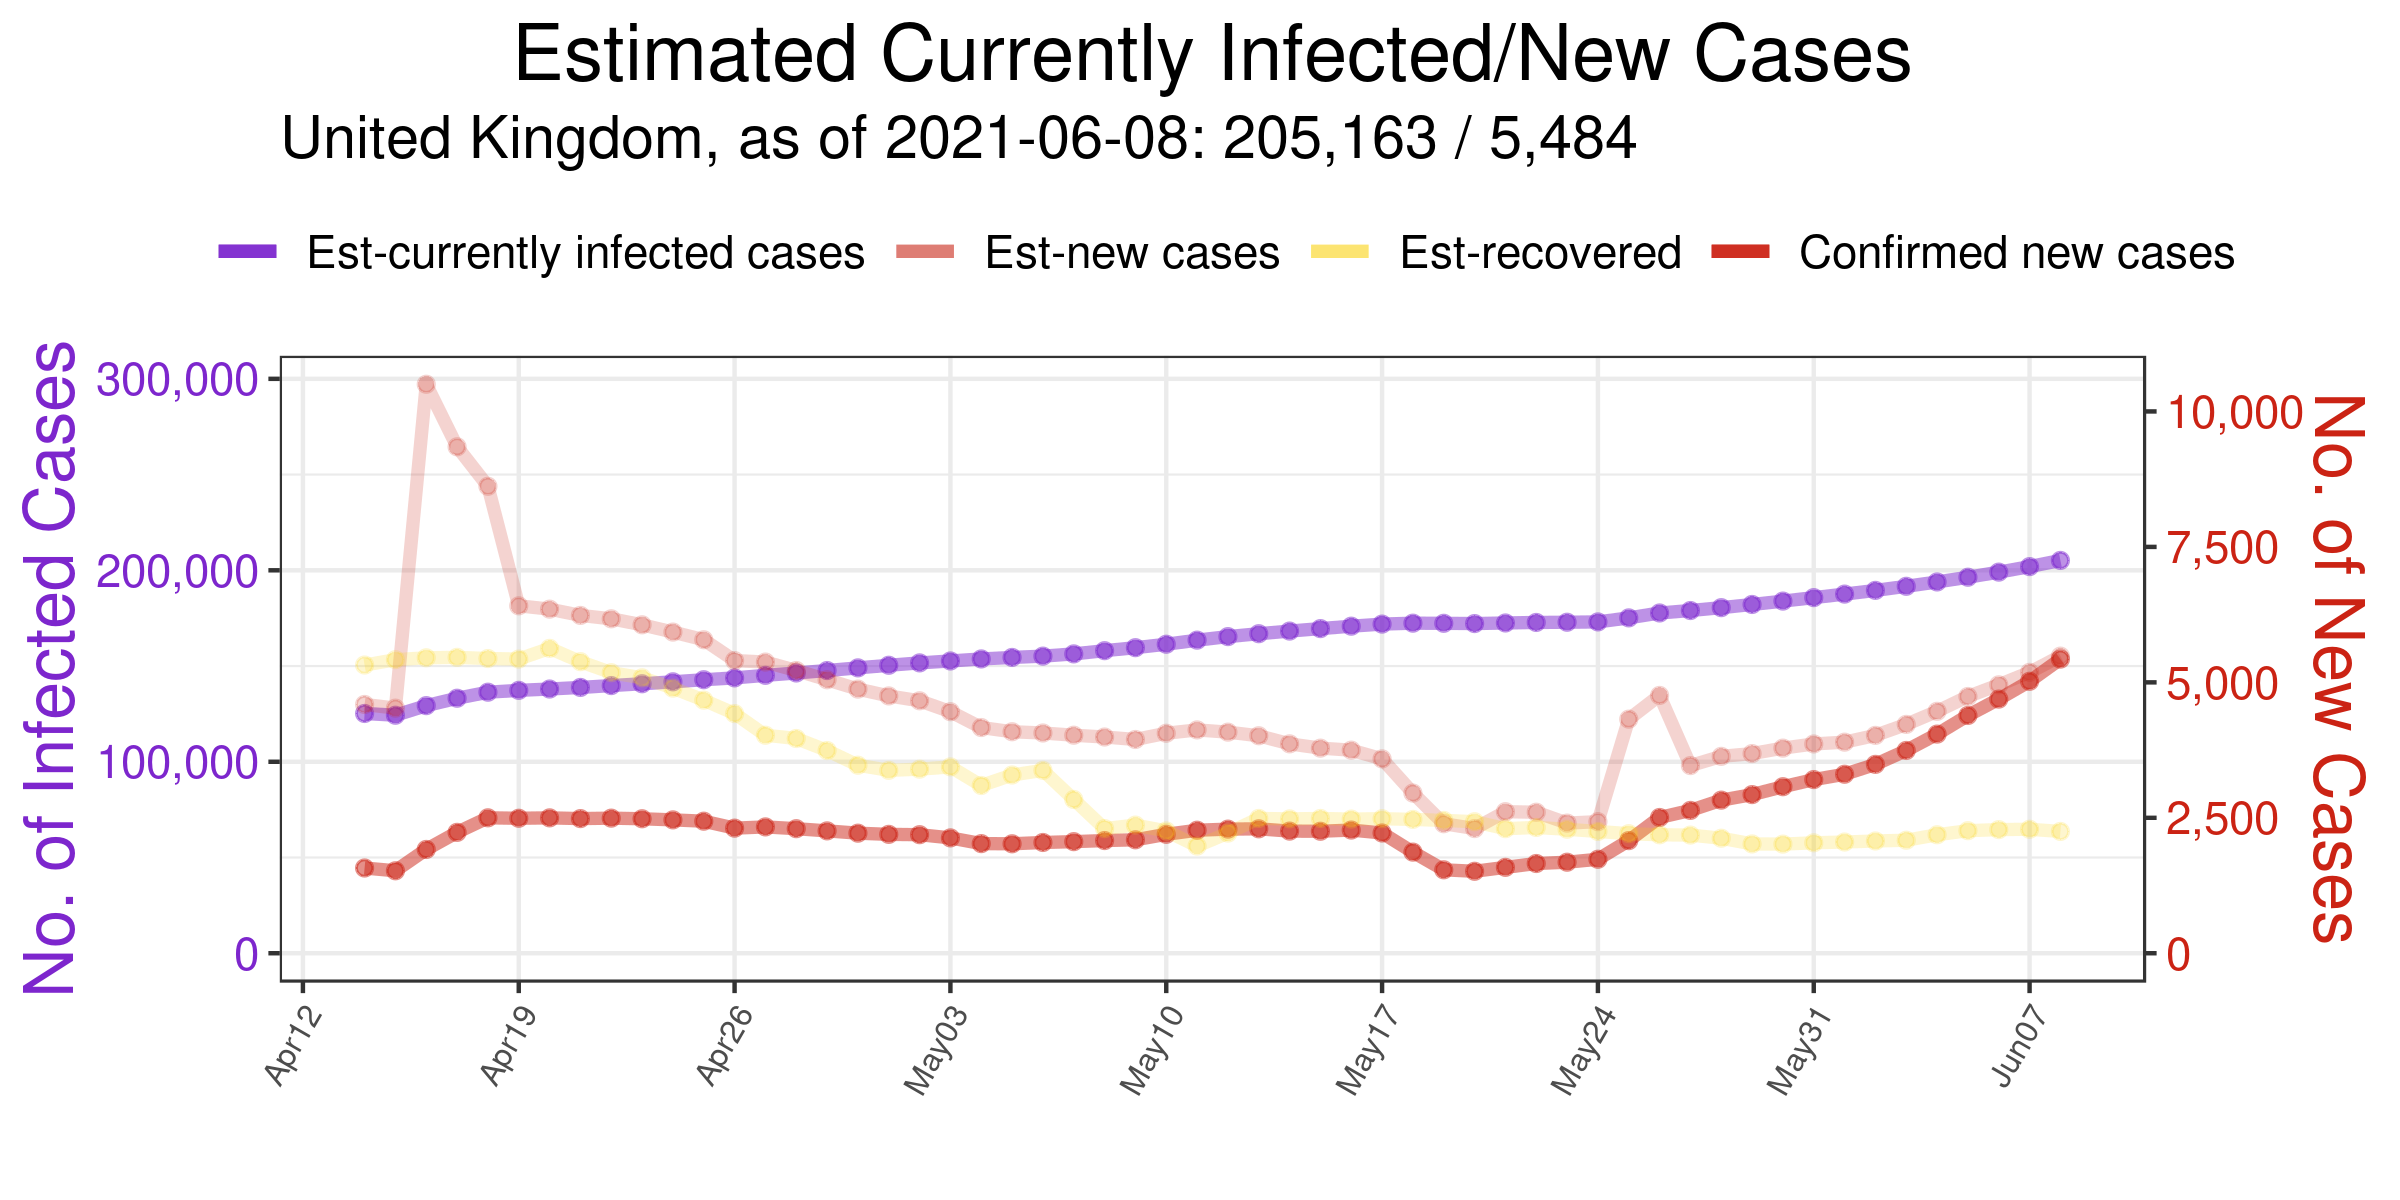 Estimated Currently Infected/New Cases
United Kingdom, as of 2021-06-08: 205,163 / 5,484
Est-currently infected cases Est-new cases Est-recovered Confirmed new cases
No. of Infected Cases
300,000
200,000
100,000
0
10,000
7,500
5,000
2,500
0
No. of New Cases
Apr12 Apr19 Apr26 May03 May10 May17 May24 May31 Jun07